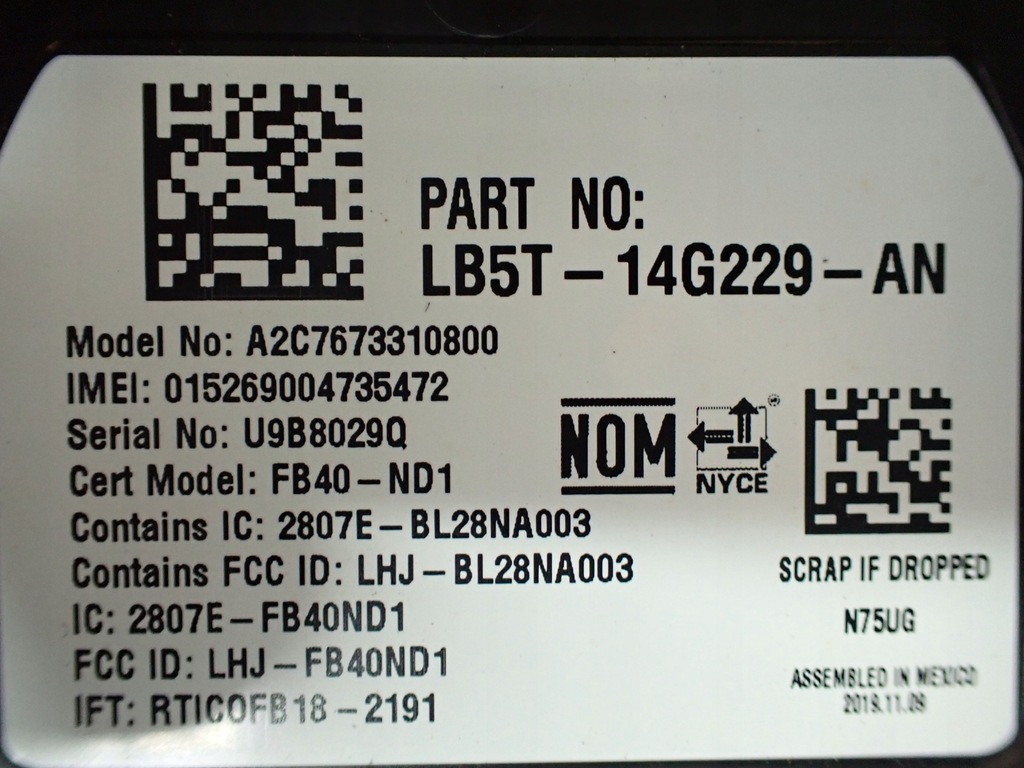 PART NO:
LB5T-14G229-AN
Model No: A2C7673310800
IMEI: 015269004735472
Serial No: U9B8029Q
Cert Model: FB40-ND1
Contains IC: 2807E-BL28NA003
Contains FCC ID: LHJ-BL28NA003
IC: 2807E-FB40ND1
FCC ID: LHJ-FB40ND1
IFT: RTICOFB18-2191
NOM
NYCE
SCRAP IF DROPPED
N75UG
ASSEMBLED IN MEXICO
2019.11.09